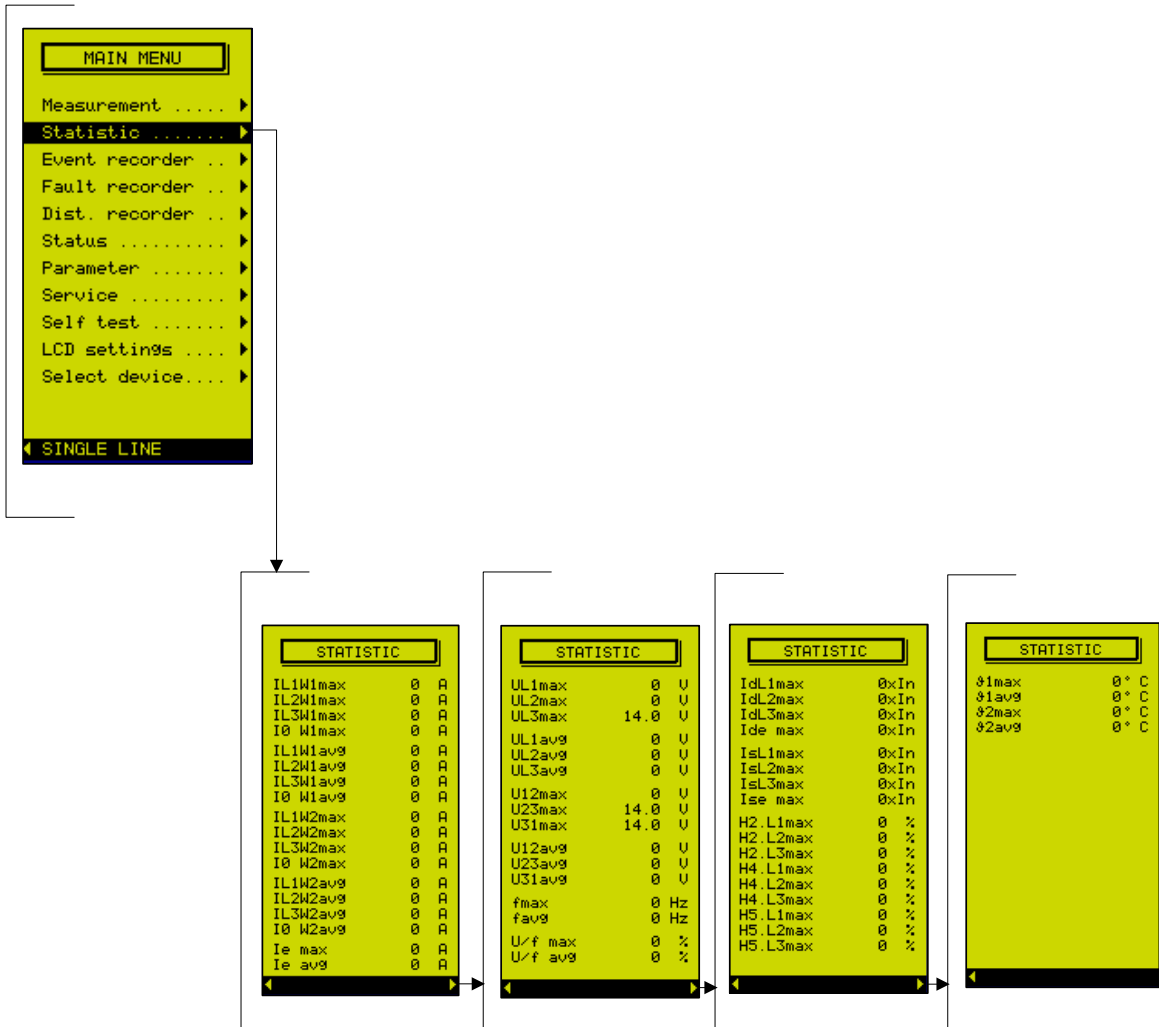 MAIN MENU
Measurement ..... ▶
Statistic ....... ▶
Event recorder .. ▶
Fault recorder .. ▶
Dist. recorder .. ▶
Status .......... ▶
Parameter ....... ▶
Service ......... ▶
Self test ....... ▶
LCD settings .... ▶
Select device.... ▶
◀ SINGLE LINE
STATISTIC
IL1W1max 0 A
IL2W1max 0 A
IL3W1max 0 A
I0 W1max 0 A
IL1W1avg 0 A
IL2W1avg 0 A
IL3W1avg 0 A
I0 W1avg 0 A
IL1W2max 0 A
IL2W2max 0 A
IL3W2max 0 A
I0 W2max 0 A
IL1W2avg 0 A
IL2W2avg 0 A
IL3W2avg 0 A
I0 W2avg 0 A
Ie max 0 A
Ie avg 0 A
STATISTIC
UL1max 0 V
UL2max 0 V
UL3max 14.0 V
UL1avg 0 V
UL2avg 0 V
UL3avg 0 V
U12max 0 V
U23max 14.0 V
U31max 14.0 V
U12avg 0 V
U23avg 0 V
U31avg 0 V
fmax 0 Hz
favg 0 Hz
U/f max 0 %
U/f avg 0 %
STATISTIC
IdL1max 0xIn
IdL2max 0xIn
IdL3max 0xIn
Ide max 0xIn
IsL1max 0xIn
IsL2max 0xIn
IsL3max 0xIn
Ise max 0xIn
H2.L1max 0 %
H2.L2max 0 %
H2.L3max 0 %
H4.L1max 0 %
H4.L2max 0 %
H4.L3max 0 %
H5.L1max 0 %
H5.L2max 0 %
H5.L3max 0 %
STATISTIC
ϑ1max 0° C
ϑ1avg 0° C
ϑ2max 0° C
ϑ2avg 0° C